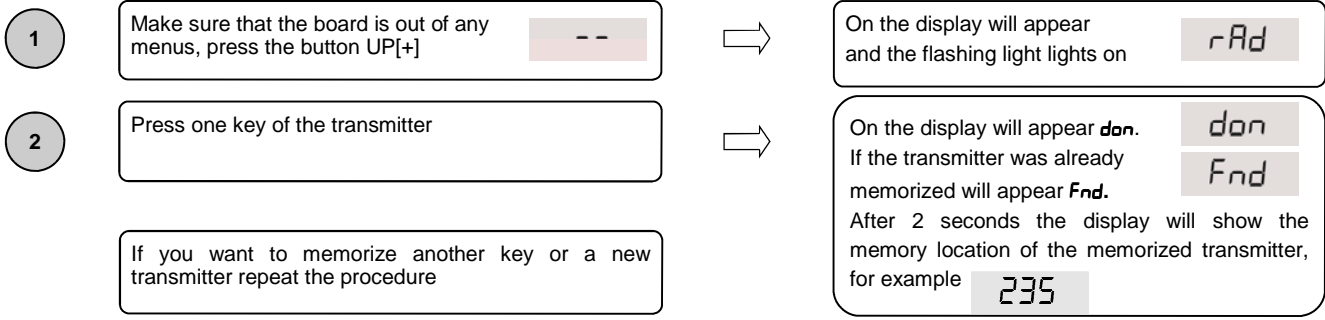 1
Make sure that the board is out of any
menus, press the button UP[+]
--
On the display will appear
and the flashing light lights on
rAd
2
Press one key of the transmitter
On the display will appear don.
don
If the transmitter was already
memorized will appear Fnd.
Fnd
After 2 seconds the display will show the
memory location of the memorized transmitter,
for example 235
If you want to memorize another key or a new
transmitter repeat the procedure